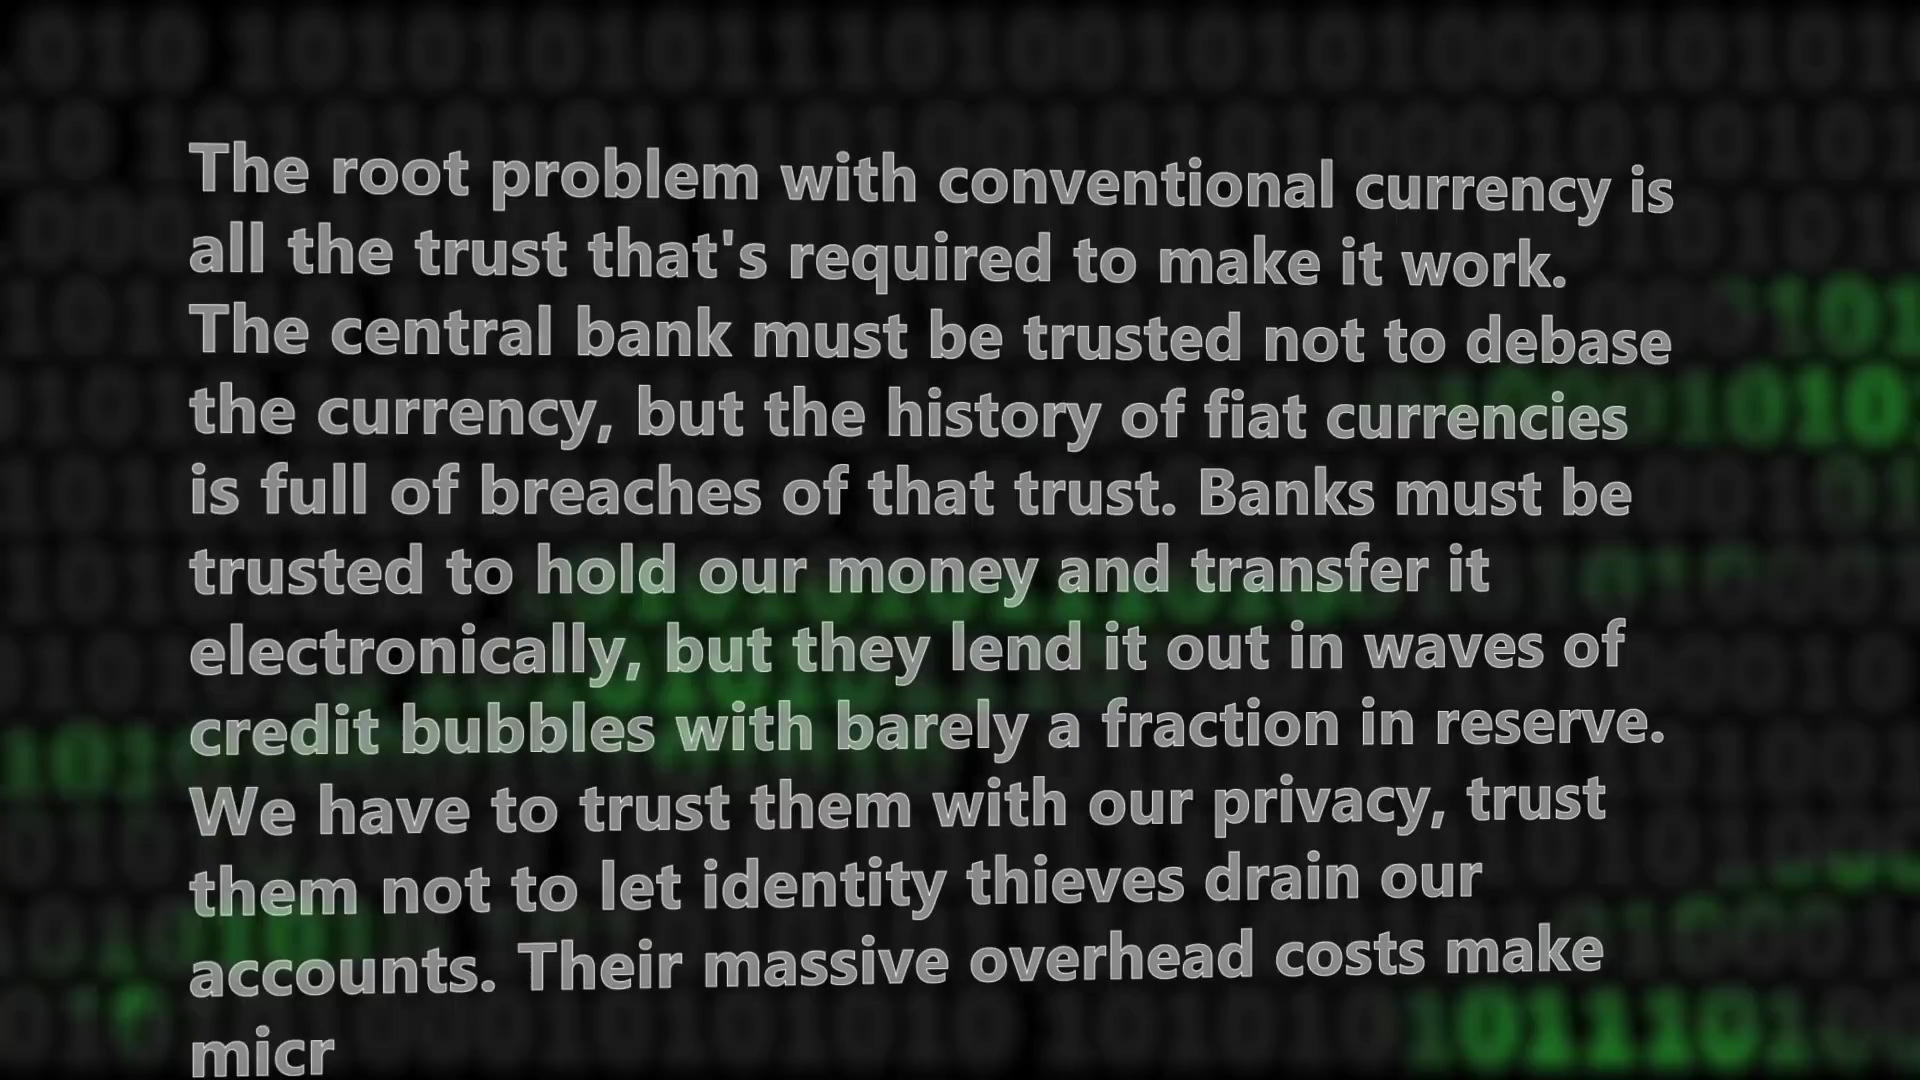 The root problem with conventional currency is
all the trust that's required to make it work.
The central bank must be trusted not to debase
the currency, but the history of fiat currencies
is full of breaches of that trust. Banks must be
trusted to hold our money and transfer it
electronically, but they lend it out in waves of
credit bubbles with barely a fraction in reserve.
We have to trust them with our privacy, trust
them not to let identity thieves drain our
accounts. Their massive overhead costs make
micr